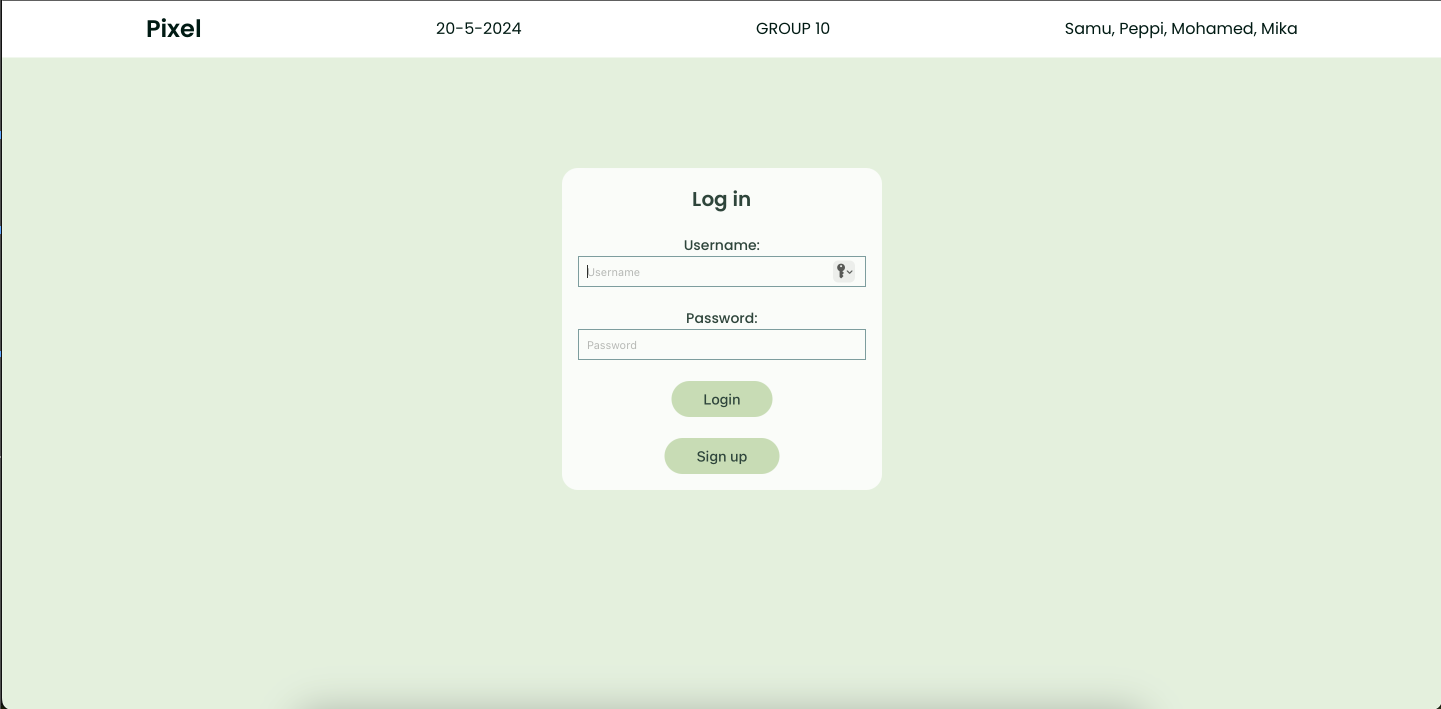 Pixel 20-5-2024 GROUP 10 Samu, Peppi, Mohamed, Mika
Log in
Username:
Username
Password:
Password
Login
Sign up